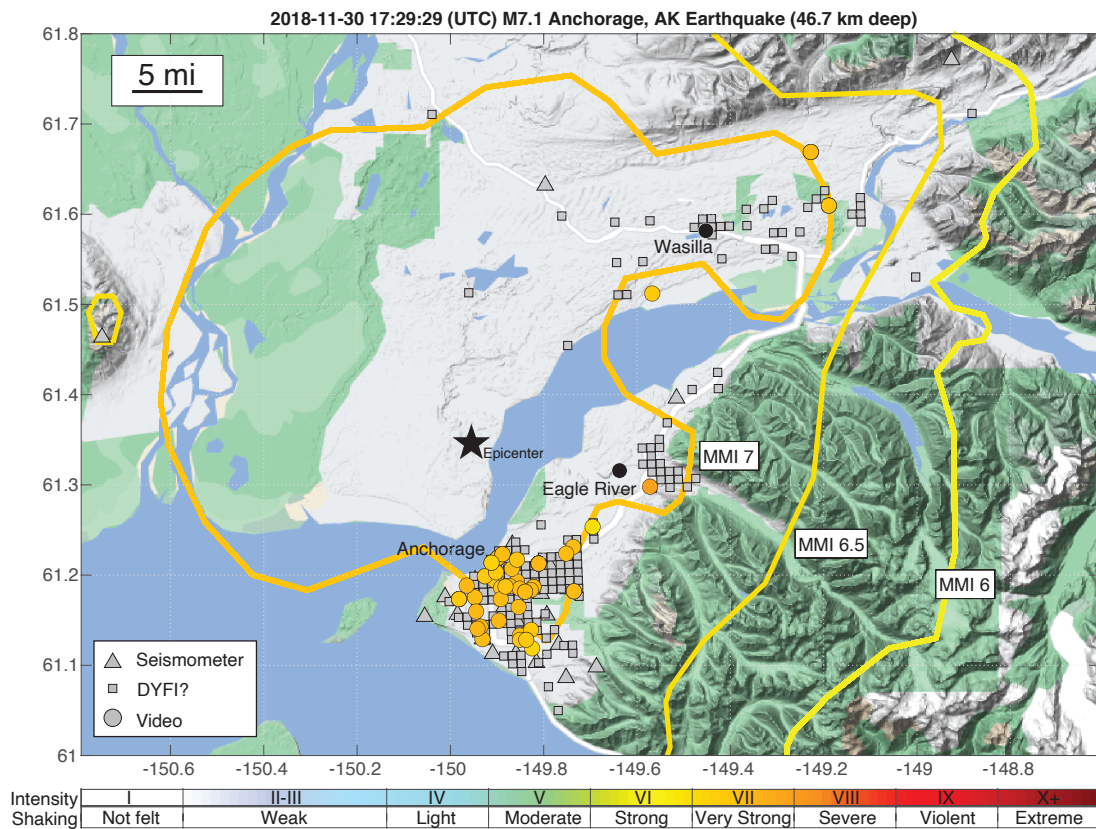 2018-11-30 17:29:29 (UTC) M7.1 Anchorage, AK Earthquake (46.7 km deep)
61.8
5 mi
61.7
61.6
Wasilla
61.5
61.4
Epicenter
MMI 7
61.3
Eagle River
MMI 6.5
Anchorage
MMI 6
61.2
61.1
Seismometer
DYFI?
Video
61
-150.6 -150.4 -150.2 -150 -149.8 -149.6 -149.4 -149.2 -149 -148.8
Intensity I II-III IV V VI VII VIII IX X+
Shaking Not felt Weak Light Moderate Strong Very Strong Severe Violent Extreme